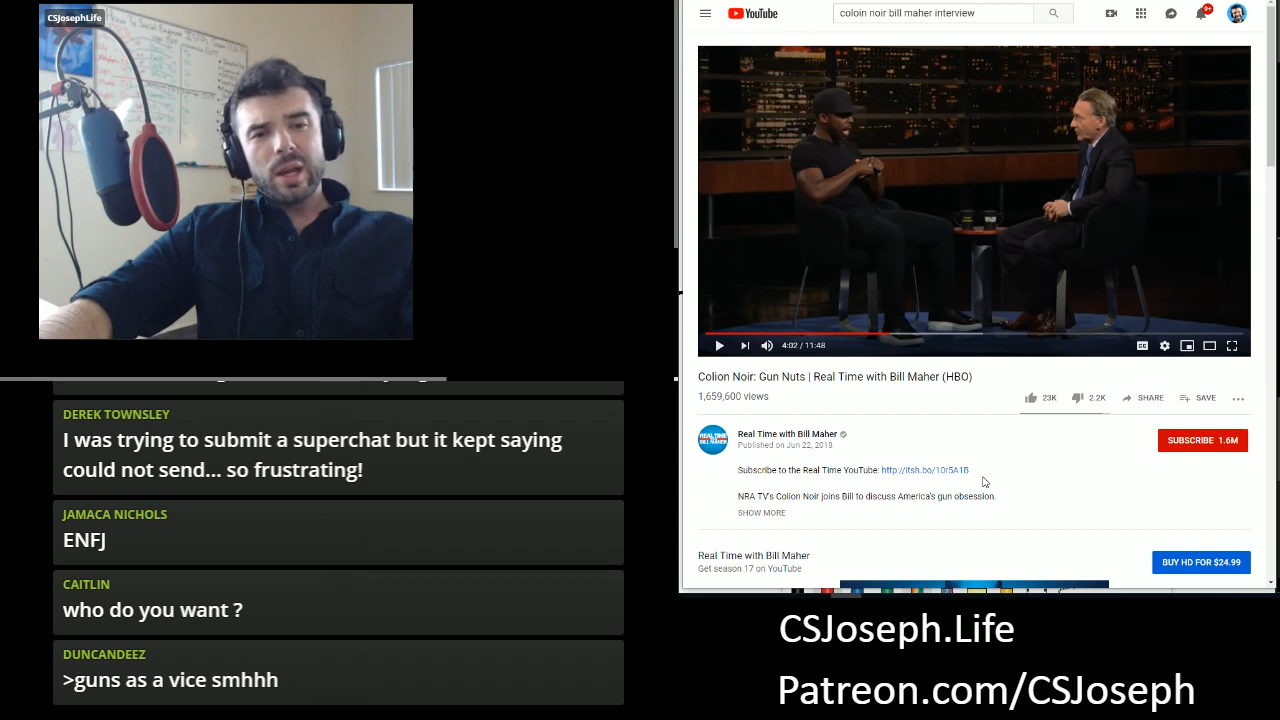 CSJosephLife
DEREK TOWNSLEY
I was trying to submit a superchat but it kept saying
could not send... so frustrating!
JAMACA NICHOLS
ENFJ
CAITLIN
who do you want ?
DUNCANDEEZ
>guns as a vice smhhh
YouTube
coloin noir bill maher interview
9+
4:02 / 11:48
CC
Colion Noir: Gun Nuts | Real Time with Bill Maher (HBO)
1,659,600 views
23K
2.2K
SHARE
SAVE
REAL TIME
BILL MAHER
Real Time with Bill Maher
Published on Jun 22, 2018
SUBSCRIBE 1.6M
Subscribe to the Real Time YouTube: http://itsh.bo/10r5A1B
NRA TV's Colion Noir joins Bill to discuss America's gun obsession.
SHOW MORE
Real Time with Bill Maher
Get season 17 on YouTube
BUY HD FOR $24.99
CSJoseph.Life
Patreon.com/CSJoseph